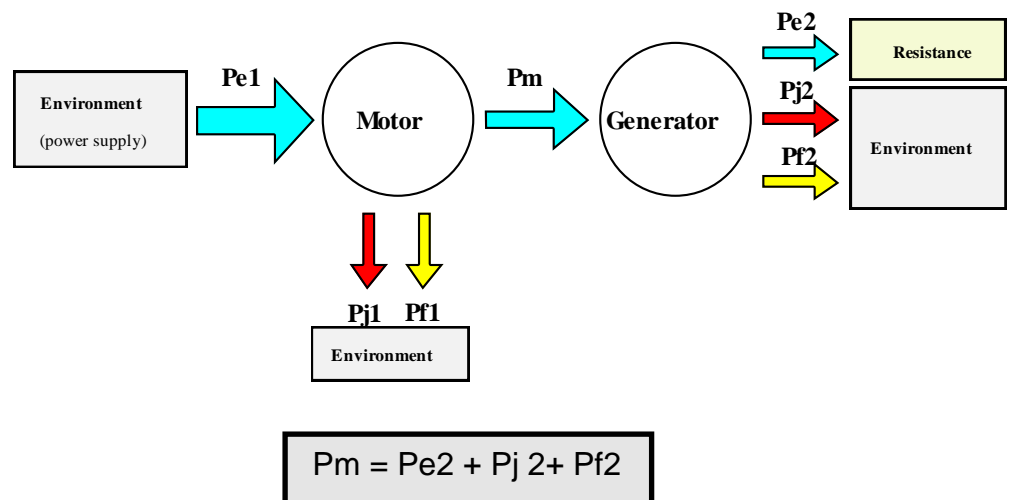 Pe2
Resistance
Pe1
Pm
Environment
(power supply)
Motor
Generator
Pj2
Pf2
Environment
Pj1 Pf1
Environment
Pm = Pe2 + Pj 2+ Pf2